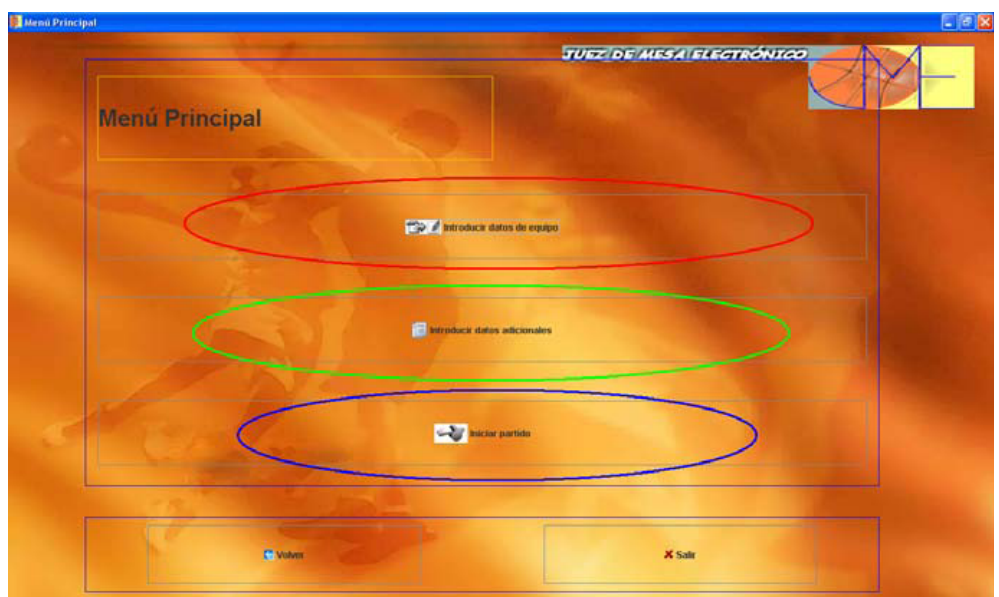 Menú Principal
JUEZ DE MESA ELECTRÓNICO
Menú Principal
Introducir datos de equipo
Introducir datos adicionales
Iniciar partido
Volver
Salir